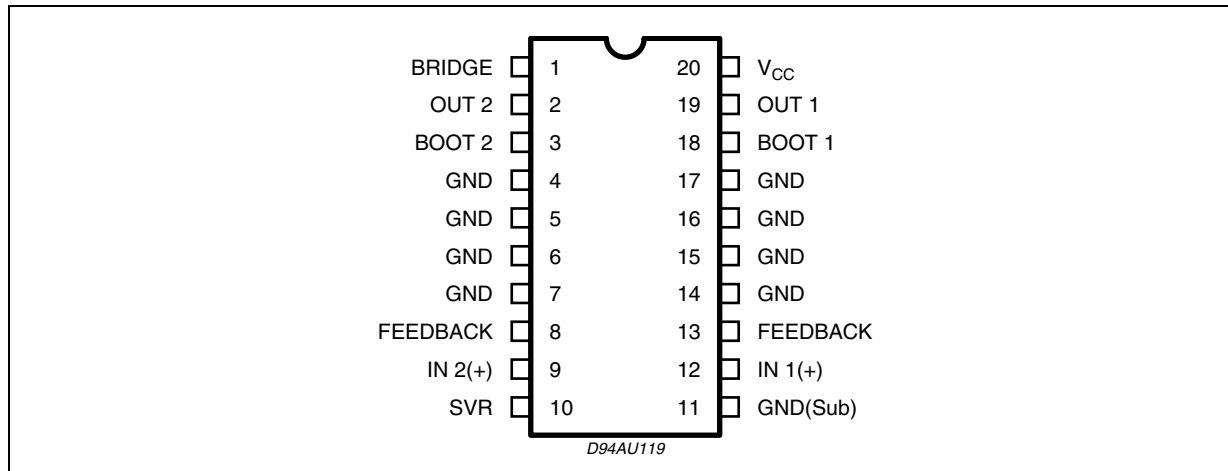 BRIDGE 1 20 VCC
OUT 2 2 19 OUT 1
BOOT 2 3 18 BOOT 1
GND 4 17 GND
GND 5 16 GND
GND 6 15 GND
GND 7 14 GND
FEEDBACK 8 13 FEEDBACK
IN 2(+) 9 12 IN 1(+)
SVR 10 11 GND(Sub)
D94AU119